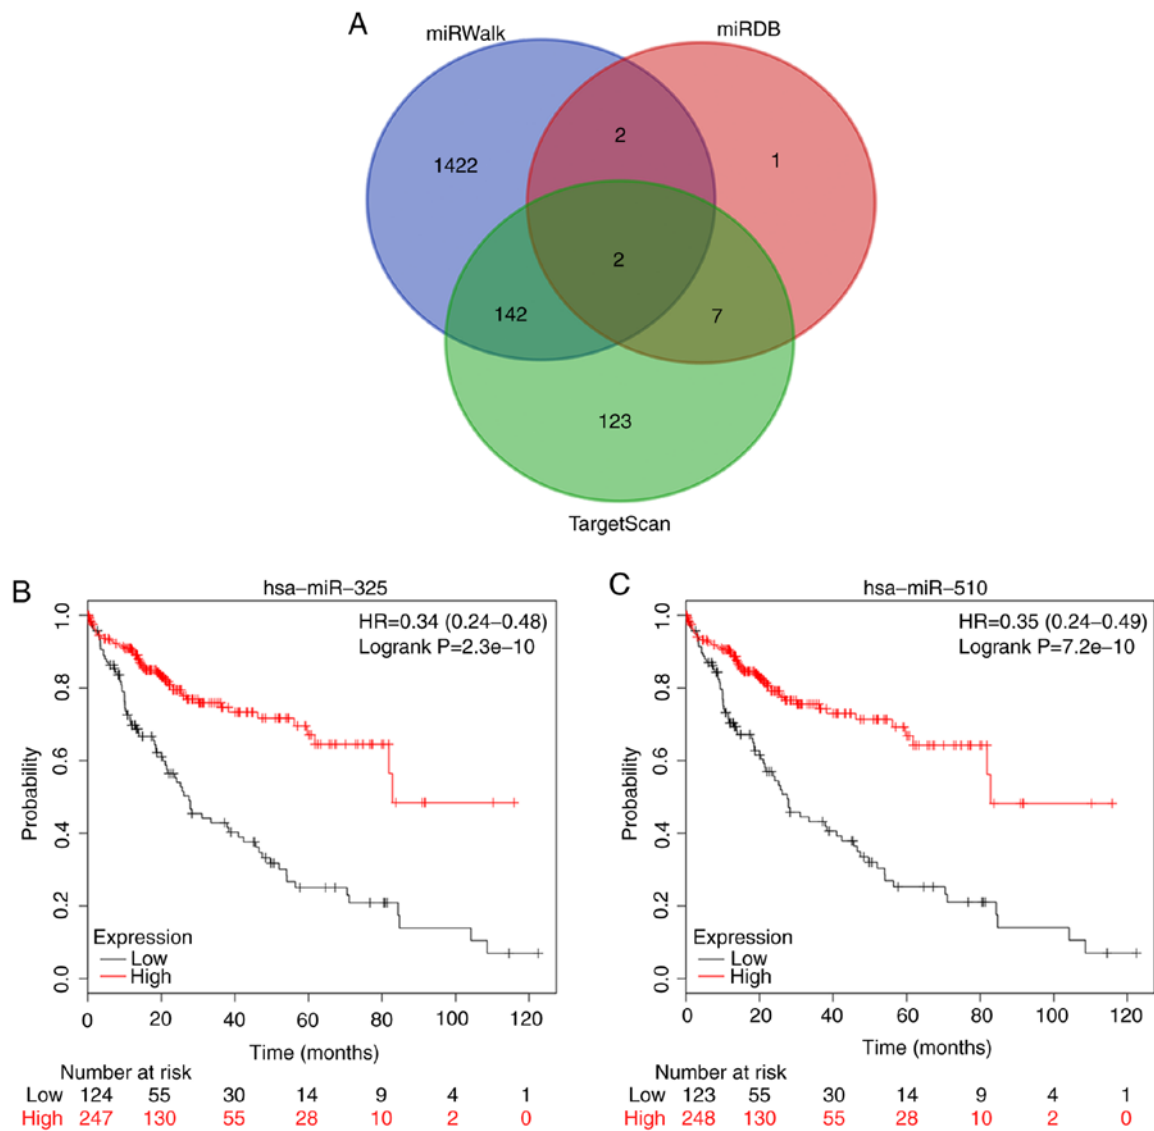 A
miRWalk
miRDB
2
1
1422
2
142
7
123
TargetScan
B
hsa–miR–325
HR=0.34 (0.24–0.48)
Logrank P=2.3e–10
Probability
1.0
0.8
0.6
0.4
0.2
0.0
Expression
Low
High
0 20 40 60 80 100 120
Time (months)
Number at risk
Low 124 55 30 14 9 4 1
High 247 130 55 28 10 2 0
C
hsa–miR–510
HR=0.35 (0.24–0.49)
Logrank P=7.2e–10
Probability
1.0
0.8
0.6
0.4
0.2
0.0
Expression
Low
High
0 20 40 60 80 100 120
Time (months)
Number at risk
Low 123 55 30 14 9 4 1
High 248 130 55 28 10 2 0